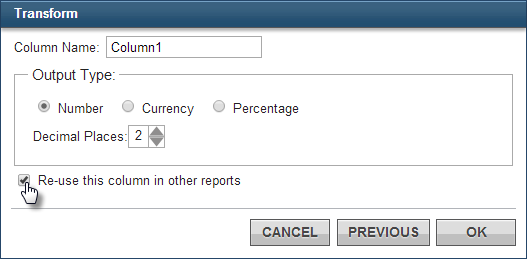 Transform
Column Name: Column1
Output Type:
Number Currency Percentage
Decimal Places: 2
Re-use this column in other reports
CANCEL PREVIOUS OK